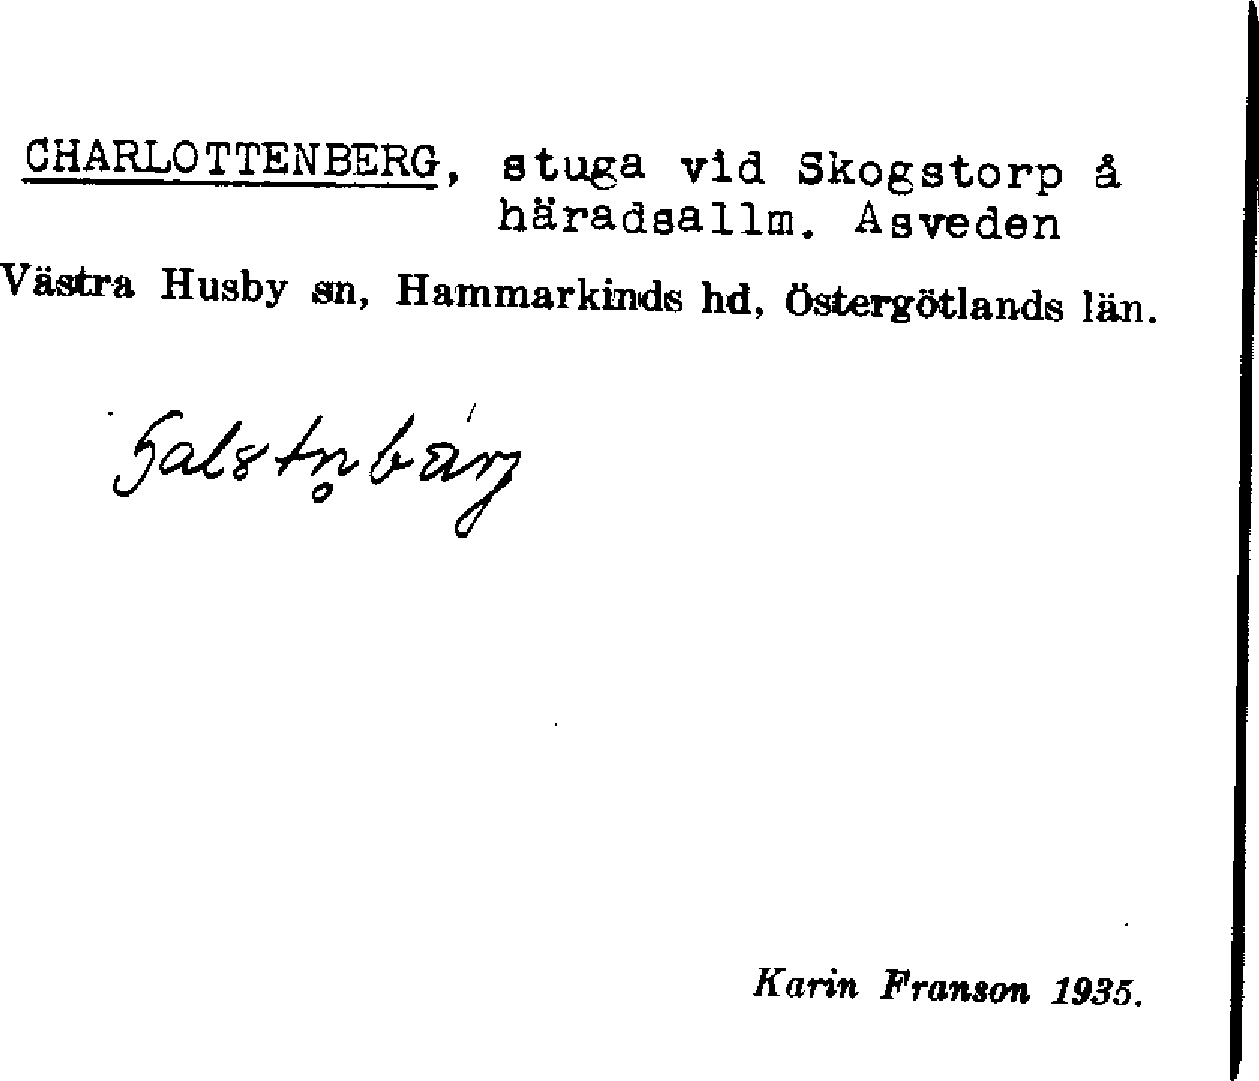 CHARLOTTENBERG, stuga vid Skogstorp å
häradsallm. Asveden
Västra Husby sn, Hammarkinds hd, Östergötlands län.
Karin Franson 1935.